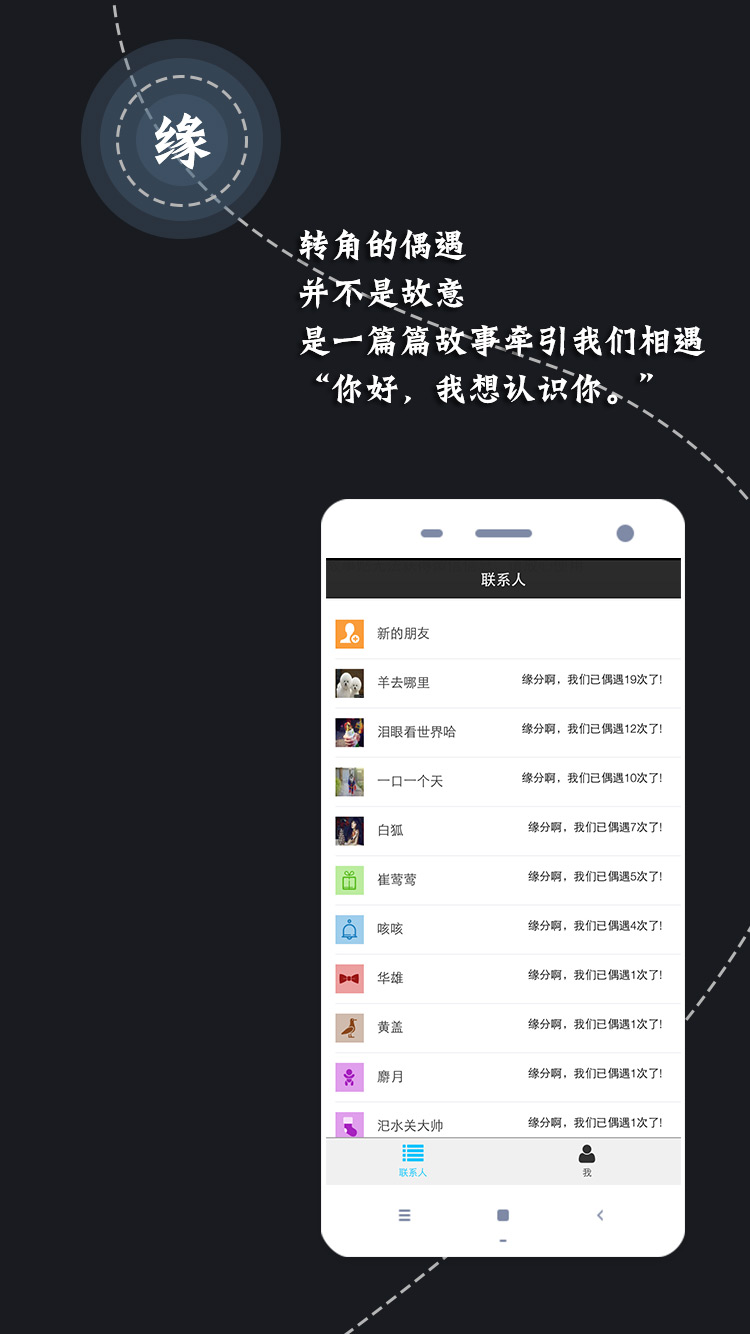 缘
转角的偶遇
并不是故意
是一篇篇故事牵引我们相遇
“你好，我想认识你。”
联系人
新的朋友
羊去哪里 缘分啊，我们已偶遇19次了!
泪眼看世界哈 缘分啊，我们已偶遇12次了!
一口一个天 缘分啊，我们已偶遇10次了!
白狐 缘分啊，我们已偶遇7次了!
崔莺莺 缘分啊，我们已偶遇5次了!
咳咳 缘分啊，我们已偶遇4次了!
华雄 缘分啊，我们已偶遇1次了!
黄盖 缘分啊，我们已偶遇1次了!
麝月 缘分啊，我们已偶遇1次了!
汜水关大帅 缘分啊，我们已偶遇1次了!
联系人 我